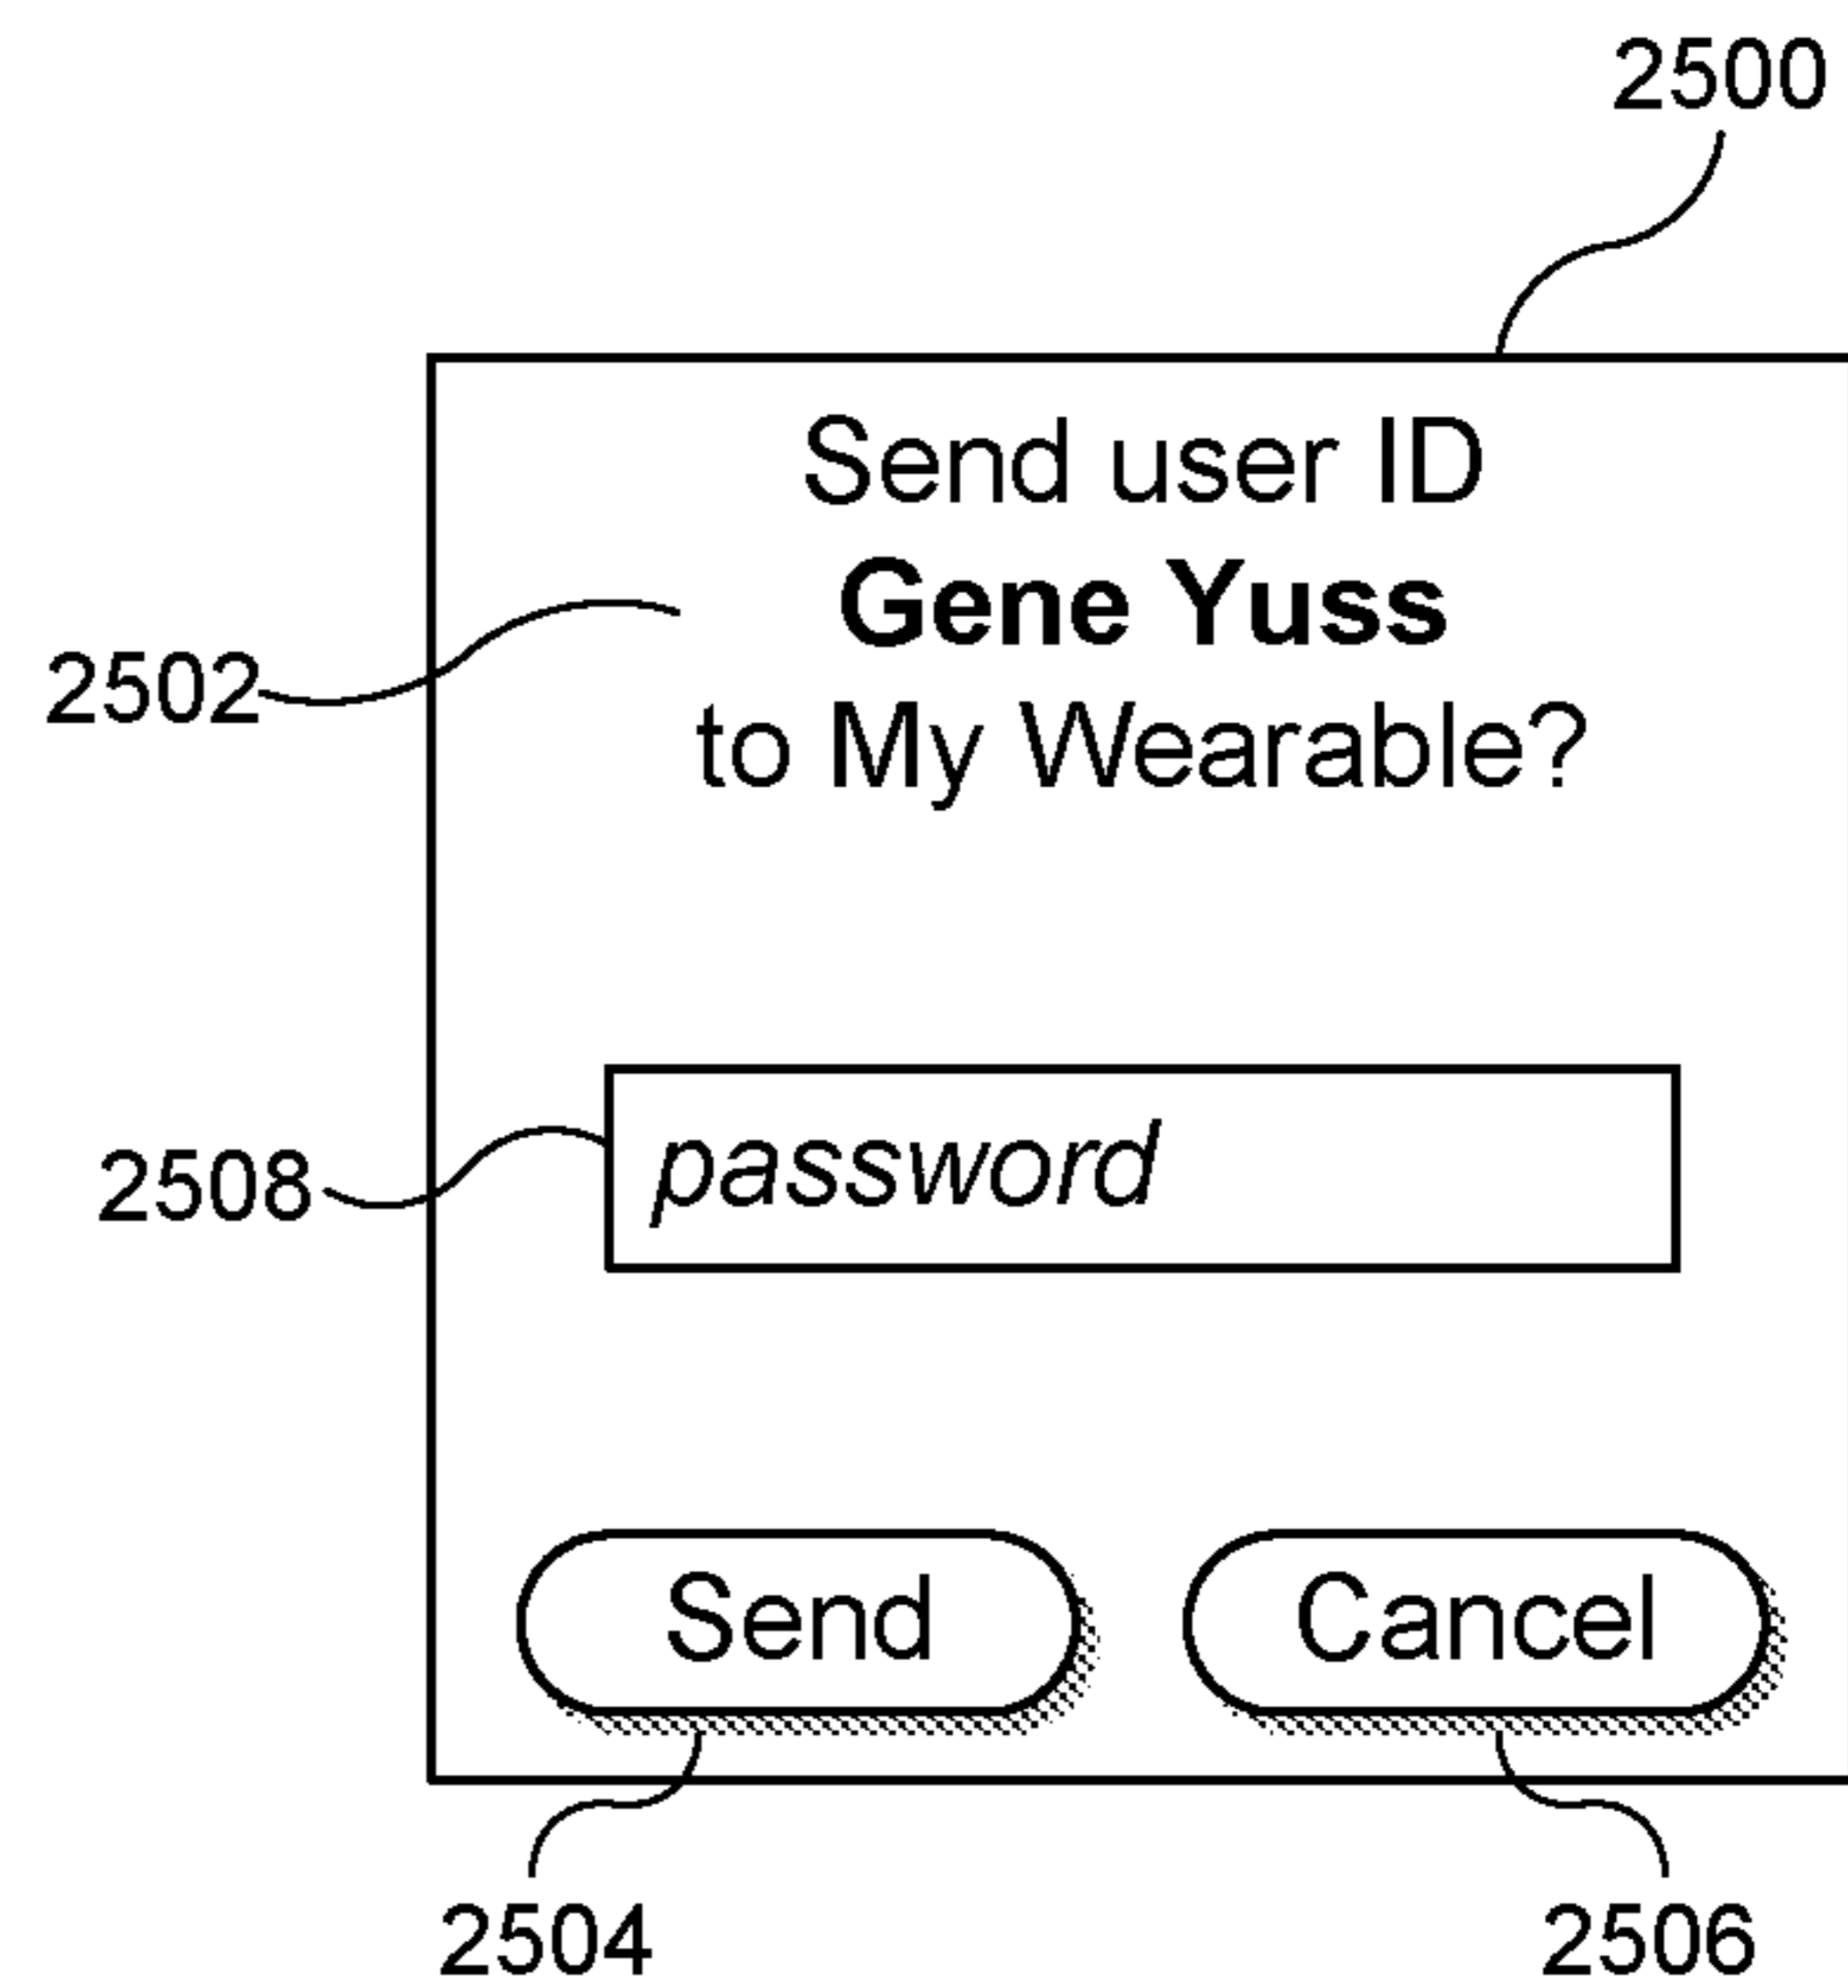 2500
Send user ID
Gene Yuss
2502
to My Wearable?
2508
password
Send
Cancel
2504
2506